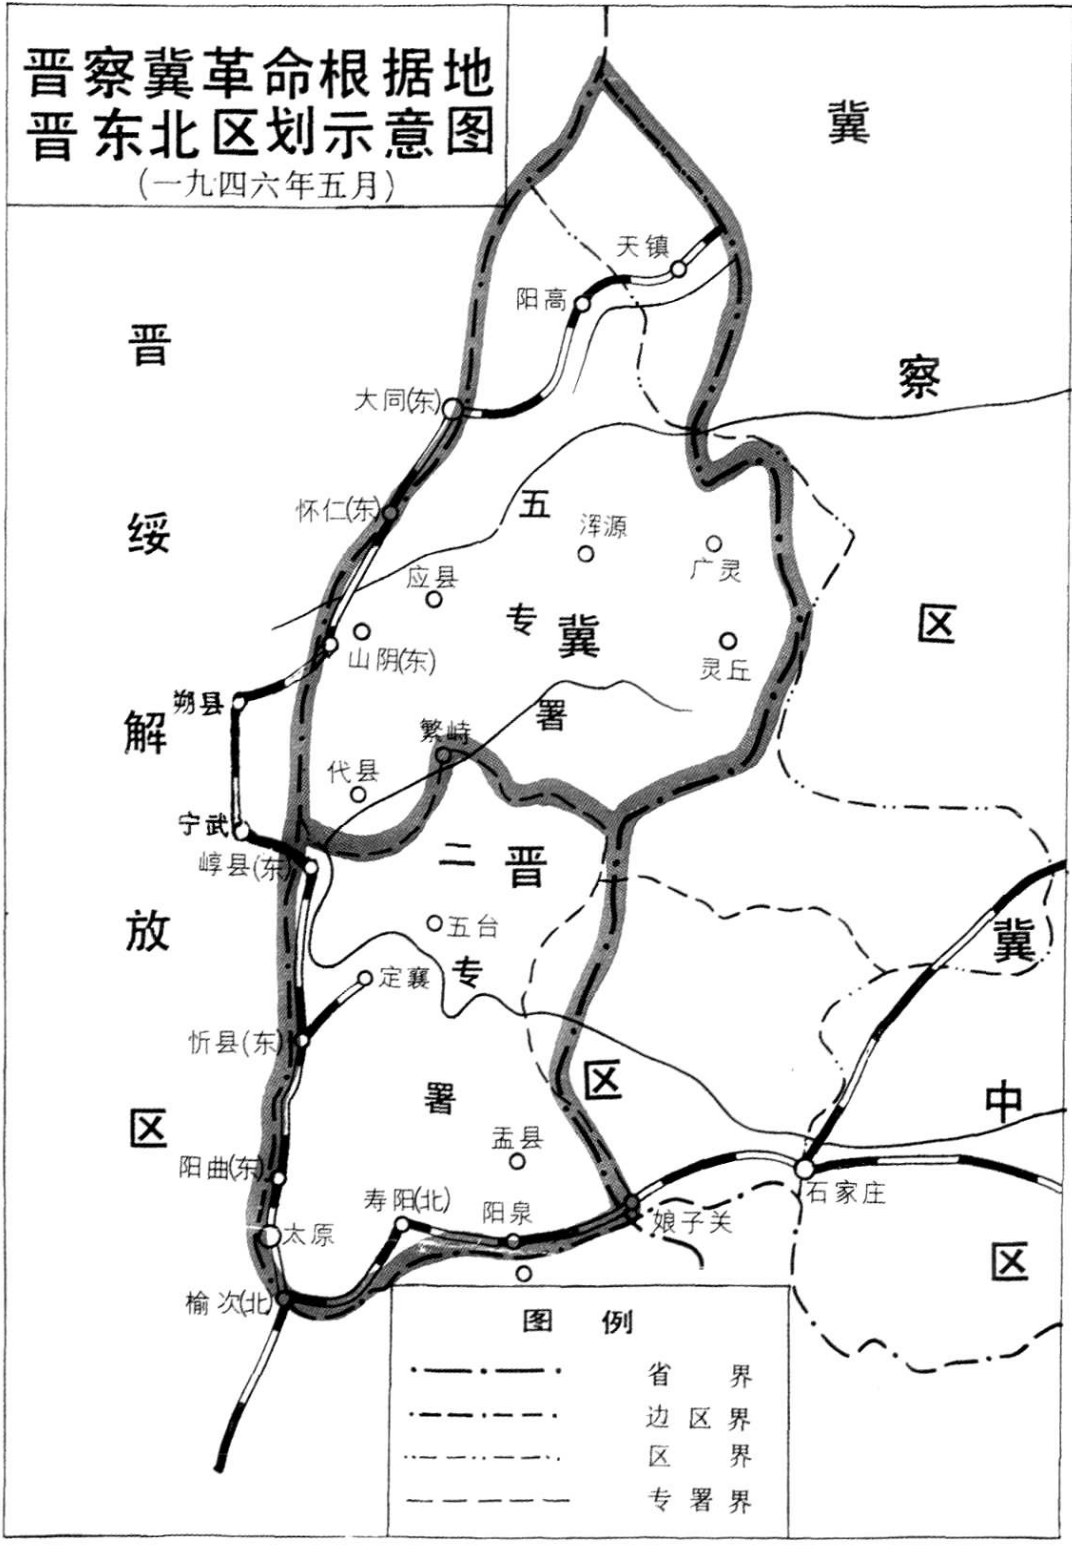 晋察冀革命根据地
晋东北区划示意图
(一九四六年五月)
晋绥解放区
冀察区
冀中区
冀晋区
五专署
二专署
天镇
阳高
大同(东)
怀仁(东)
浑源
广灵
应县
山阴(东)
灵丘
朔县
繁峙
代县
宁武
崞县(东)
五台
定襄
忻县(东)
盂县
阳曲(东)
寿阳(北)
阳泉
太原
娘子关
石家庄
榆次(北)
图例
省界
边区界
区界
专署界